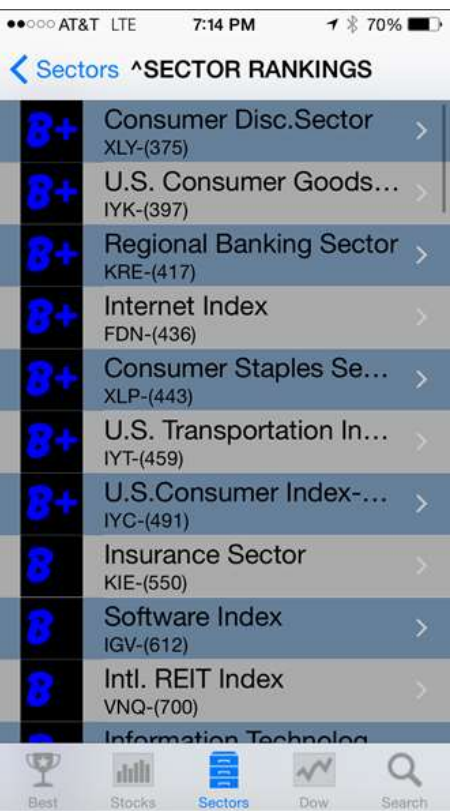 AT&T LTE 7:14 PM 70%
Sectors ^SECTOR RANKINGS
B+ Consumer Disc.Sector
XLY-(375)
B+ U.S. Consumer Goods...
IYK-(397)
B+ Regional Banking Sector
KRE-(417)
B+ Internet Index
FDN-(436)
B+ Consumer Staples Se...
XLP-(443)
B+ U.S. Transportation In...
IYT-(459)
B+ U.S.Consumer Index-...
IYC-(491)
B Insurance Sector
KIE-(550)
B Software Index
IGV-(612)
B Intl. REIT Index
VNQ-(700)
Information Technolog
Best Stocks Sectors Dow Search